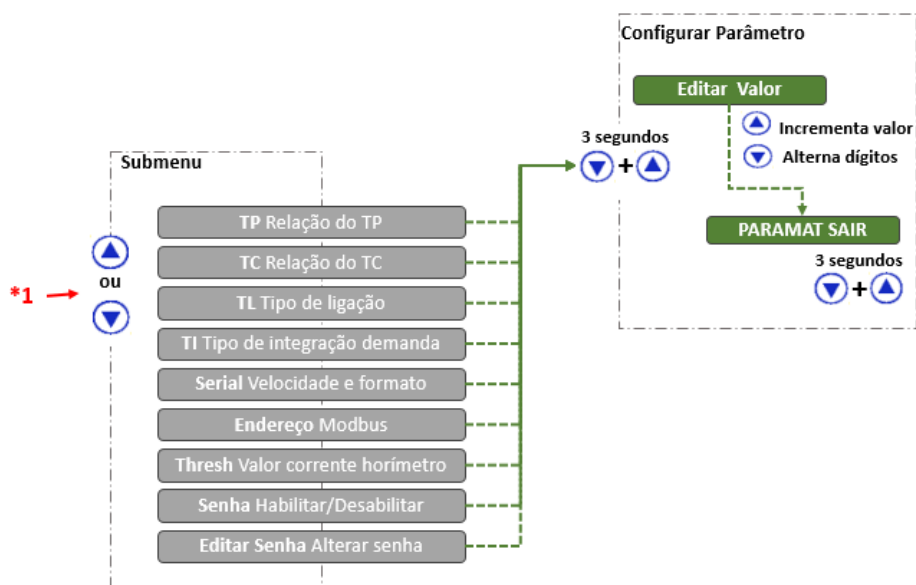 Configurar Parâmetro
Editar Valor
Incrementa valor
Alterna dígitos
3 segundos
+
PARAMAT SAIR
3 segundos
+
Submenu
*1
ou
TP Relação do TP
TC Relação do TC
TL Tipo de ligação
TI Tipo de integração demanda
Serial Velocidade e formato
Endereço Modbus
Thresh Valor corrente horímetro
Senha Habilitar/Desabilitar
Editar Senha Alterar senha